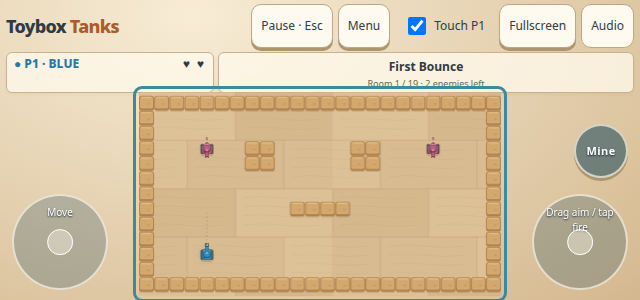 Toybox Tanks
Pause · Esc
Menu
Touch P1
Fullscreen
Audio
● P1 · BLUE
♥ ♥
First Bounce
Room 1 / 19 · 2 enemies left
Mine
Move
Drag aim / tap
fire